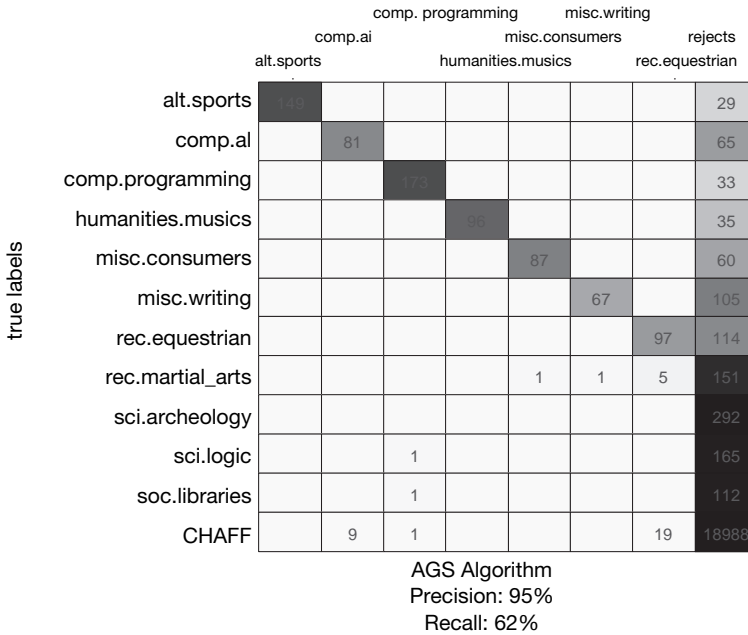 comp. programming misc.writing
comp.ai misc.consumers rejects
alt.sports humanities.musics rec.equestrian
alt.sports 149 29
comp.al 81 65
comp.programming 173 33
humanities.musics 96 35
misc.consumers 87 60
misc.writing 67 105
rec.equestrian 97 114
rec.martial_arts 1 1 5 151
sci.archeology 292
sci.logic 1 165
soc.libraries 1 112
CHAFF 9 1 19 18988
true labels
AGS Algorithm
Precision: 95%
Recall: 62%